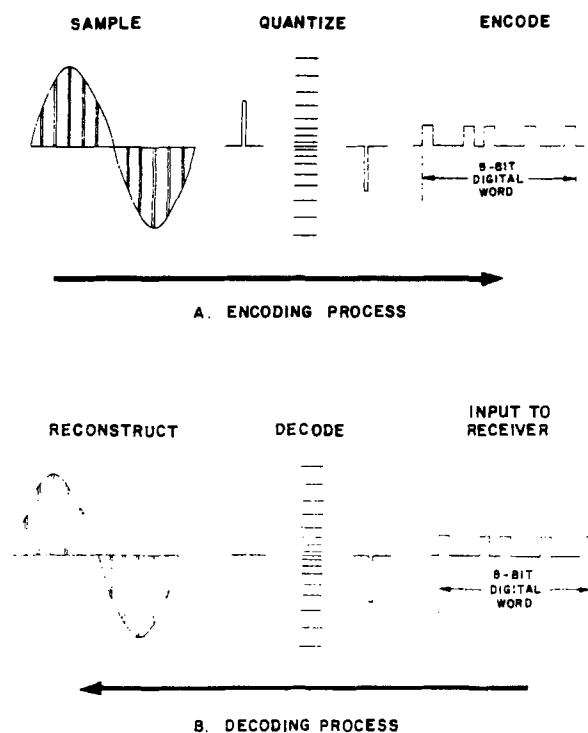 SAMPLE QUANTIZE ENCODE
8-BIT
DIGITAL
WORD
A. ENCODING PROCESS
INPUT TO
RECONSTRUCT DECODE RECEIVER
8-BIT
DIGITAL
WORD
B. DECODING PROCESS